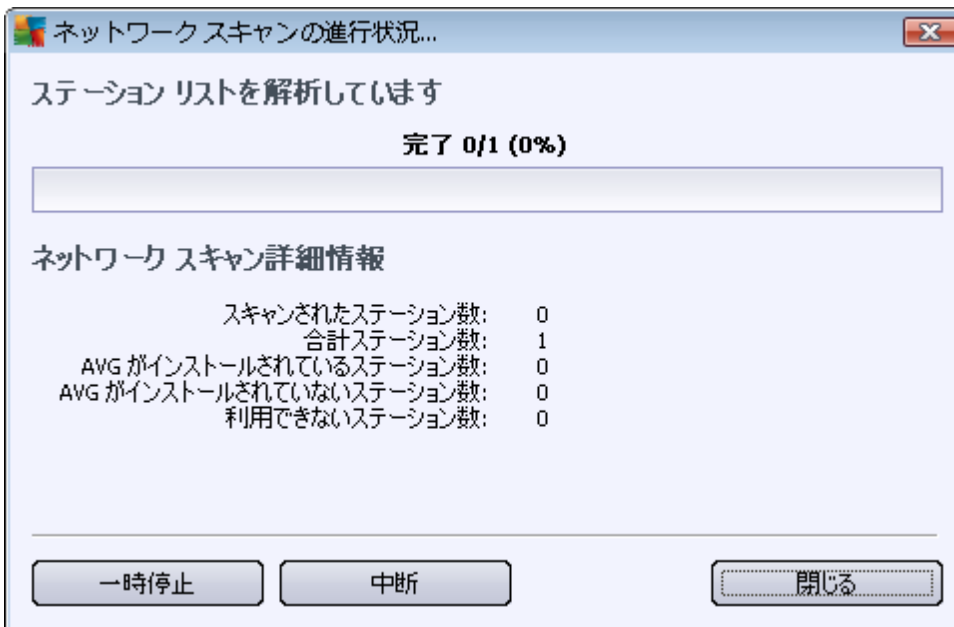 ネットワーク スキャンの進行状況...
ステーション リストを解析しています
完了 0/1 (0%)
ネットワーク スキャン詳細情報
スキャンされたステーション数: 0
合計ステーション数: 1
AVG がインストールされているステーション数: 0
AVG がインストールされていないステーション数: 0
利用できないステーション数: 0
一時停止 中断 閉じる